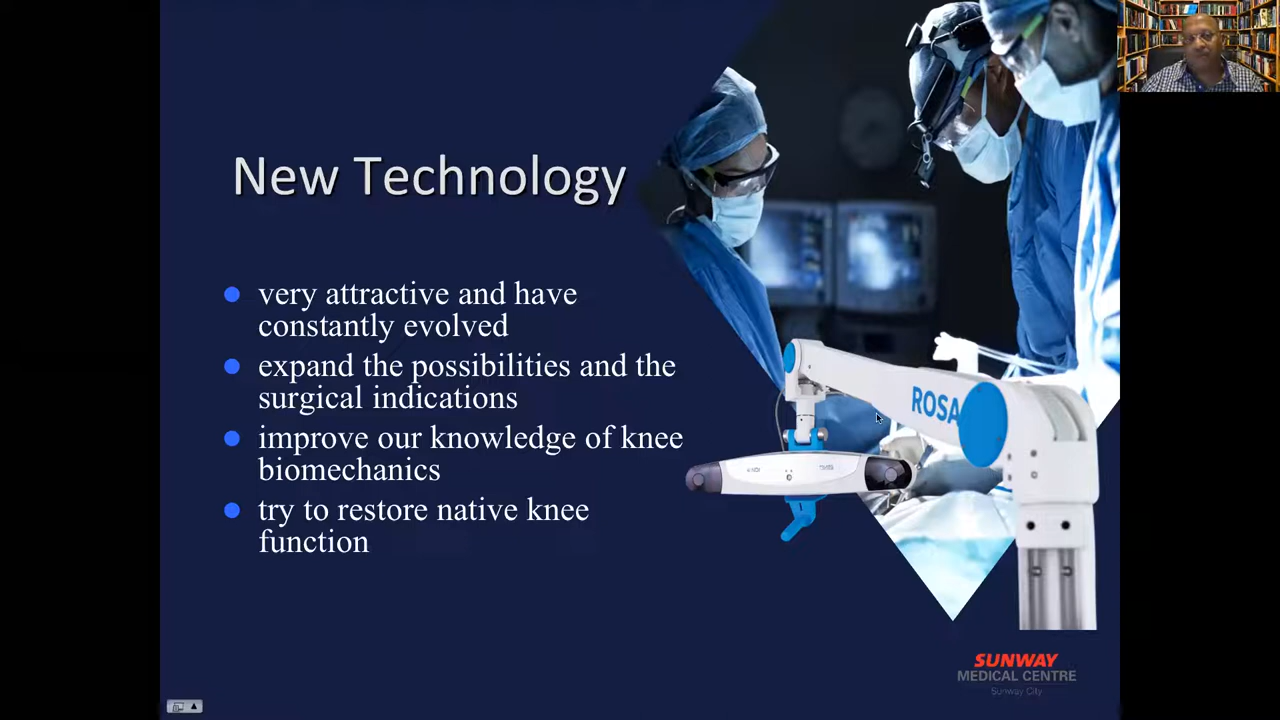 New Technology
very attractive and have
constantly evolved
expand the possibilities and the
surgical indications
improve our knowledge of knee
biomechanics
try to restore native knee
function
ROSA
NDI
SUNWAY
MEDICAL CENTRE
Sunway City